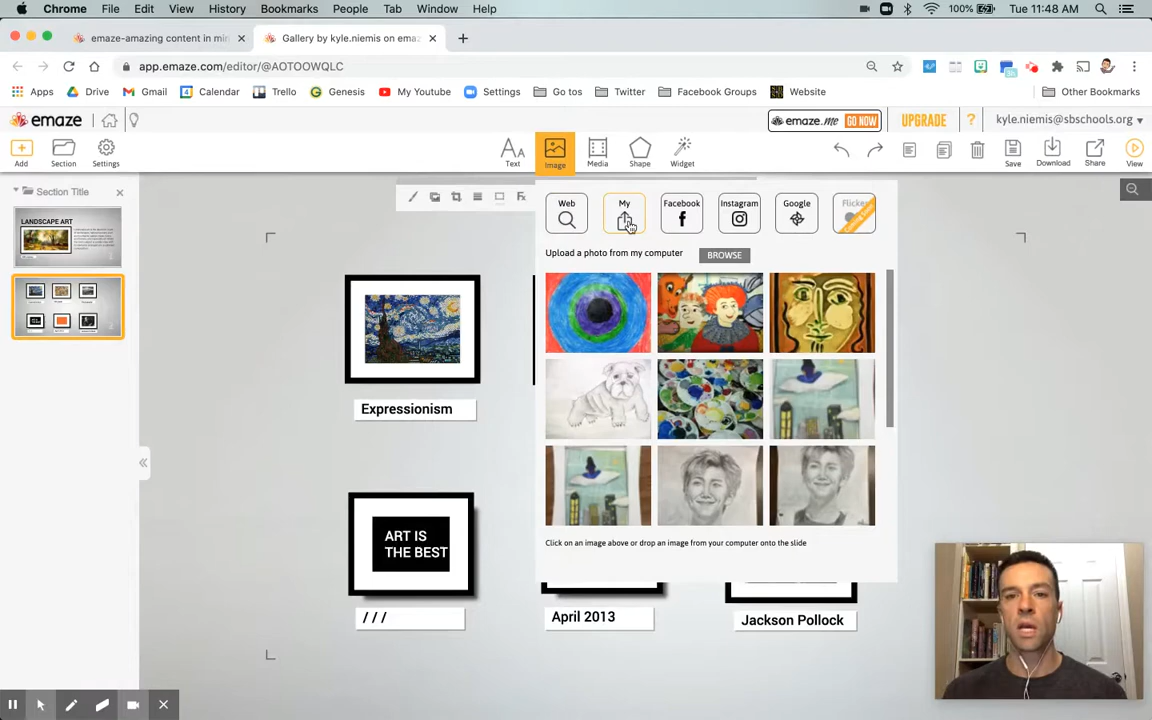 Chrome File Edit View History Bookmarks People Tab Window Help 100% Tue 11:48 AM
emaze-amazing content in min
Gallery by kyle.niemis on emaz
app.emaze.com/editor/@AOTOOWQLC
Apps Drive Gmail Calendar Trello Genesis My Youtube Settings Go tos Twitter Facebook Groups Website Other Bookmarks
emaze emaze.me GO NOW UPGRADE ? kyle.niemis@sbschools.org
Add Section Settings Text Image Media Shape Widget Save Download Share View
Section Title
LANDSCAPE ART
Web My Facebook Instagram Google Flicker
Coming Soon
Upload a photo from my computer BROWSE
Expressionism
Click on an image above or drop an image from your computer onto the slide
ART IS
THE BEST
/ / /
April 2013
Jackson Pollock